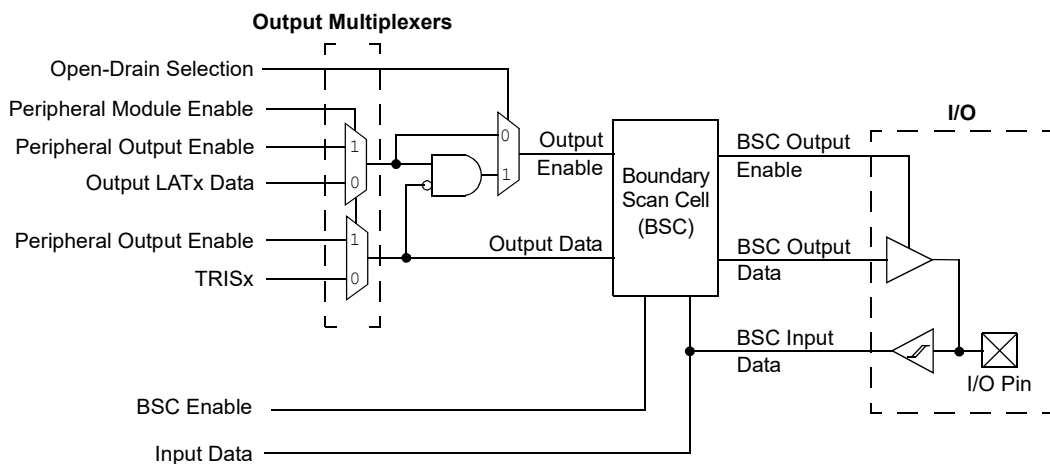 Output Multiplexers
Open-Drain Selection
Peripheral Module Enable
Peripheral Output Enable
Output LATx Data
Peripheral Output Enable
TRISx
1
0
1
0
0
1
Output
Enable
Output Data
Boundary
Scan Cell
(BSC)
BSC Output
Enable
BSC Output
Data
BSC Input
Data
I/O
I/O Pin
BSC Enable
Input Data